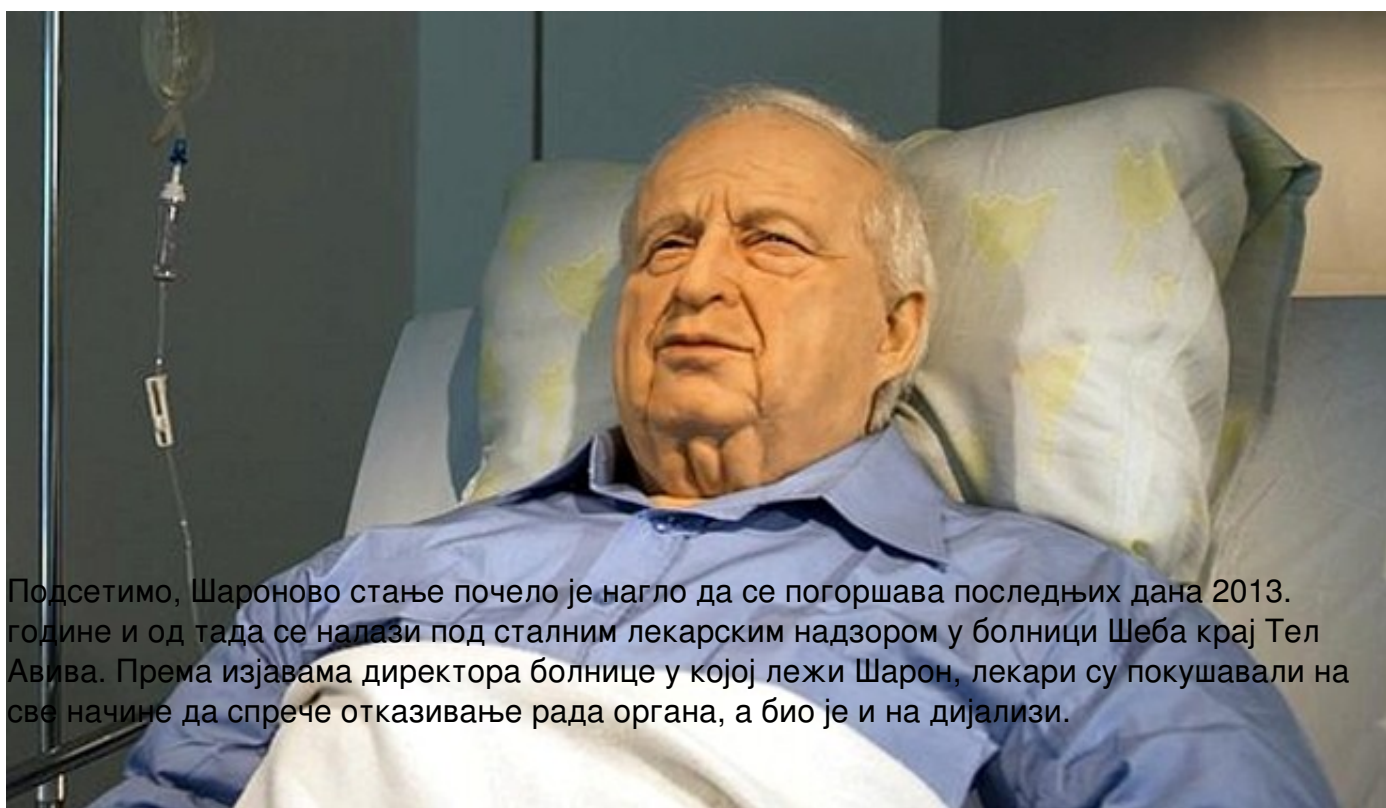 Подсетимо, Шароново стање почело је нагло да се погоршава последњих дана 2013.
године и од тада се налази под сталним лекарским надзором у болници Шеба крај Тел
Авива. Према изјавама директора болнице у којој лежи Шарон, лекари су покушавали на
све начине да спрече отказивање рада органа, а био је и на дијализи.